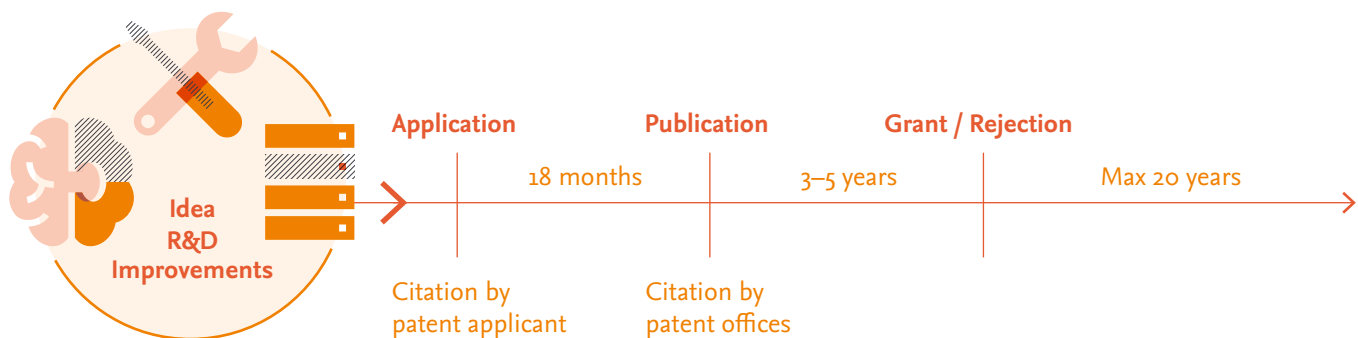 Idea
R&D
Improvements
Application
Publication
Grant / Rejection
18 months
3–5 years
Max 20 years
Citation by
patent applicant
Citation by
patent offices